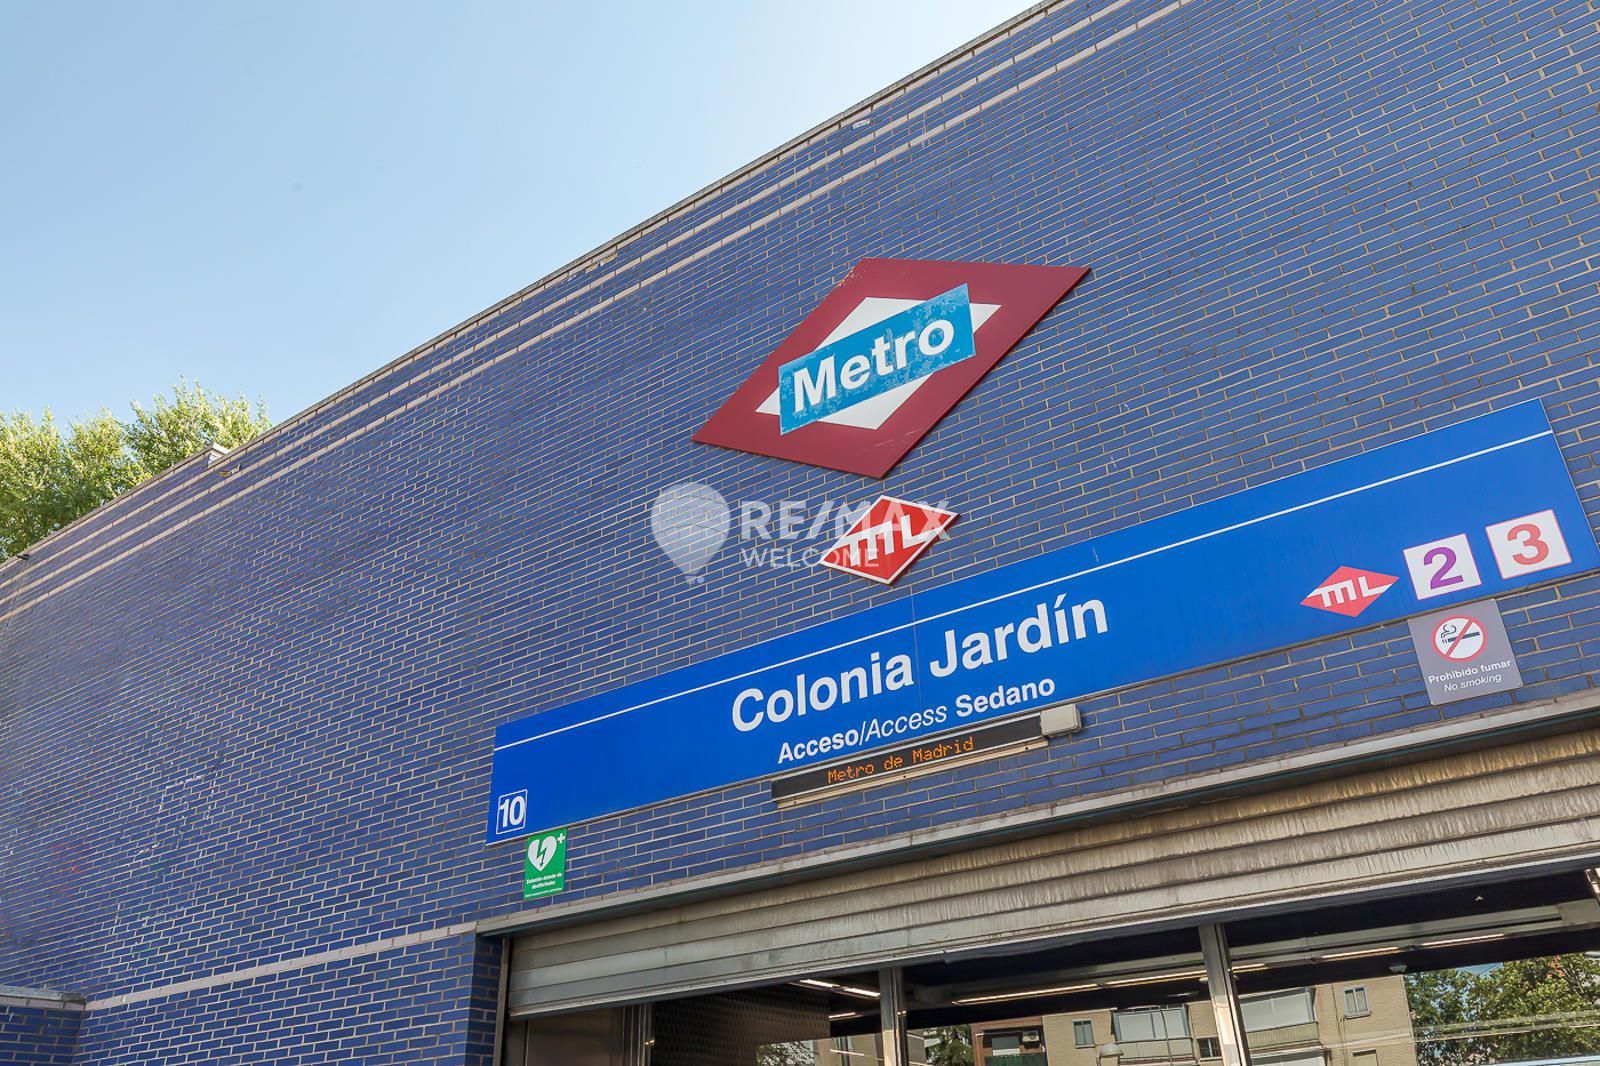 Metro
RE/MAX
WELCOME
ML
Colonia Jardín
Acceso/Access Sedano
Metro de Madrid
10
ML
2
3
Prohibido fumar
No smoking